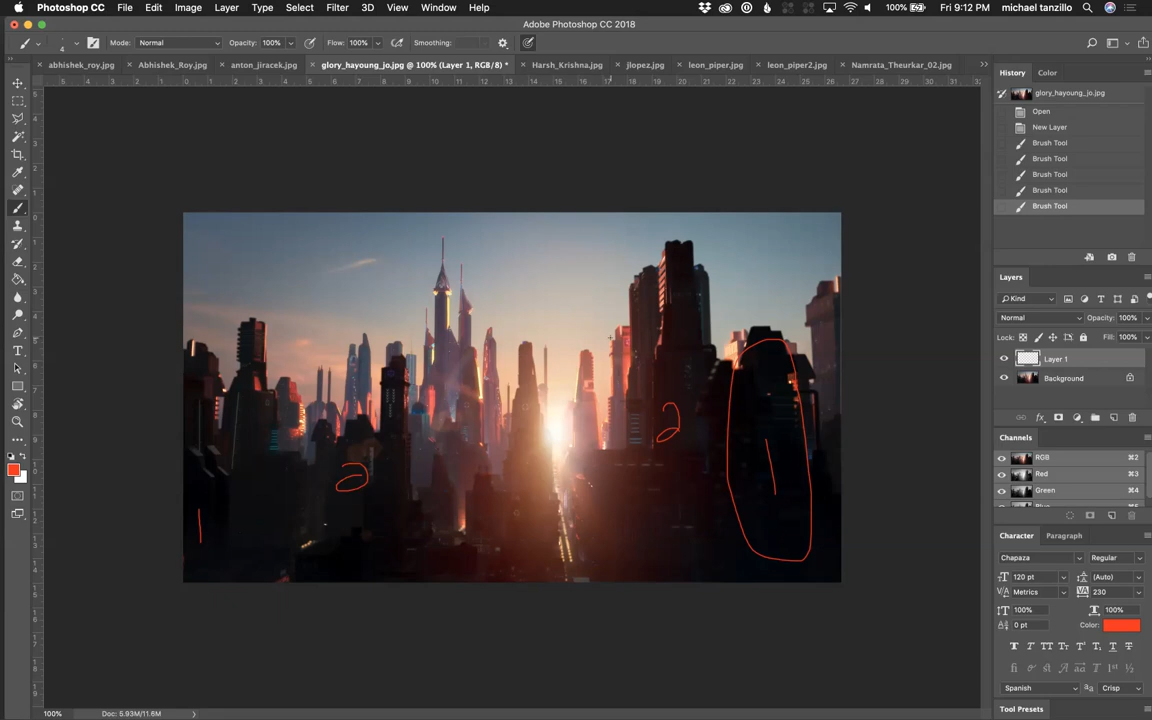 Photoshop CC File Edit Image Layer Type Select Filter 3D View Window Help 100% Fri 9:12 PM michael tanzillo
Adobe Photoshop CC 2018
4 Mode: Normal Opacity: 100% Flow: 100% Smoothing:
abhishek_roy.jpg Abhishek_Roy.jpg anton_jiracek.jpg glory_hayoung_jo.jpg @ 100% (Layer 1, RGB/8) * Harsh_Krishna.jpg jlopez.jpg leon_piper.jpg leon_piper2.jpg Namrata_Theurkar_02.jpg
History Color
glory_hayoung_jo.jpg
Open
New Layer
Brush Tool
Brush Tool
Brush Tool
Brush Tool
Brush Tool
Layers
Kind
Normal Opacity: 100%
Lock: Fill: 100%
Layer 1
Background
Channels
RGB ⌘2
Red ⌘3
Green ⌘4
Character Paragraph
Chapaza Regular
120 pt (Auto)
Metrics 230
100% 100%
0 pt Color:
Spanish Crisp
Tool Presets
1 2 2 1
100% Doc: 5.93M/11.6M